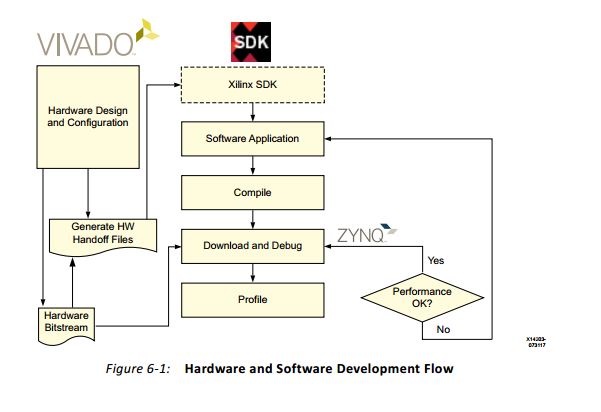 VIVADO
SDK
Hardware Design
and Configuration
Xilinx SDK
Software Application
Compile
Generate HW
Handoff Files
Download and Debug
ZYNQ
Yes
Profile
Performance
OK?
Hardware
Bitstream
No
X14303-
073117
Figure 6-1: Hardware and Software Development Flow